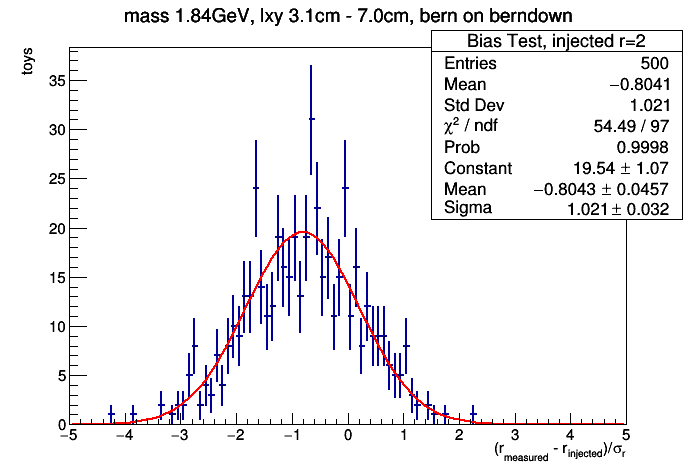 mass 1.84GeV, lxy 3.1cm - 7.0cm, bern on berndown
Bias Test, injected r=2
Entries 500
Mean −0.8041
Std Dev 1.021
χ² / ndf 54.49 / 97
Prob 0.9998
Constant 19.54 ± 1.07
Mean −0.8043 ± 0.0457
Sigma 1.021 ± 0.032
toys
35
30
25
20
15
10
5
0
−5 −4 −3 −2 −1 0 1 2 3 4 5
(r_measured - r_injected)/σ_r